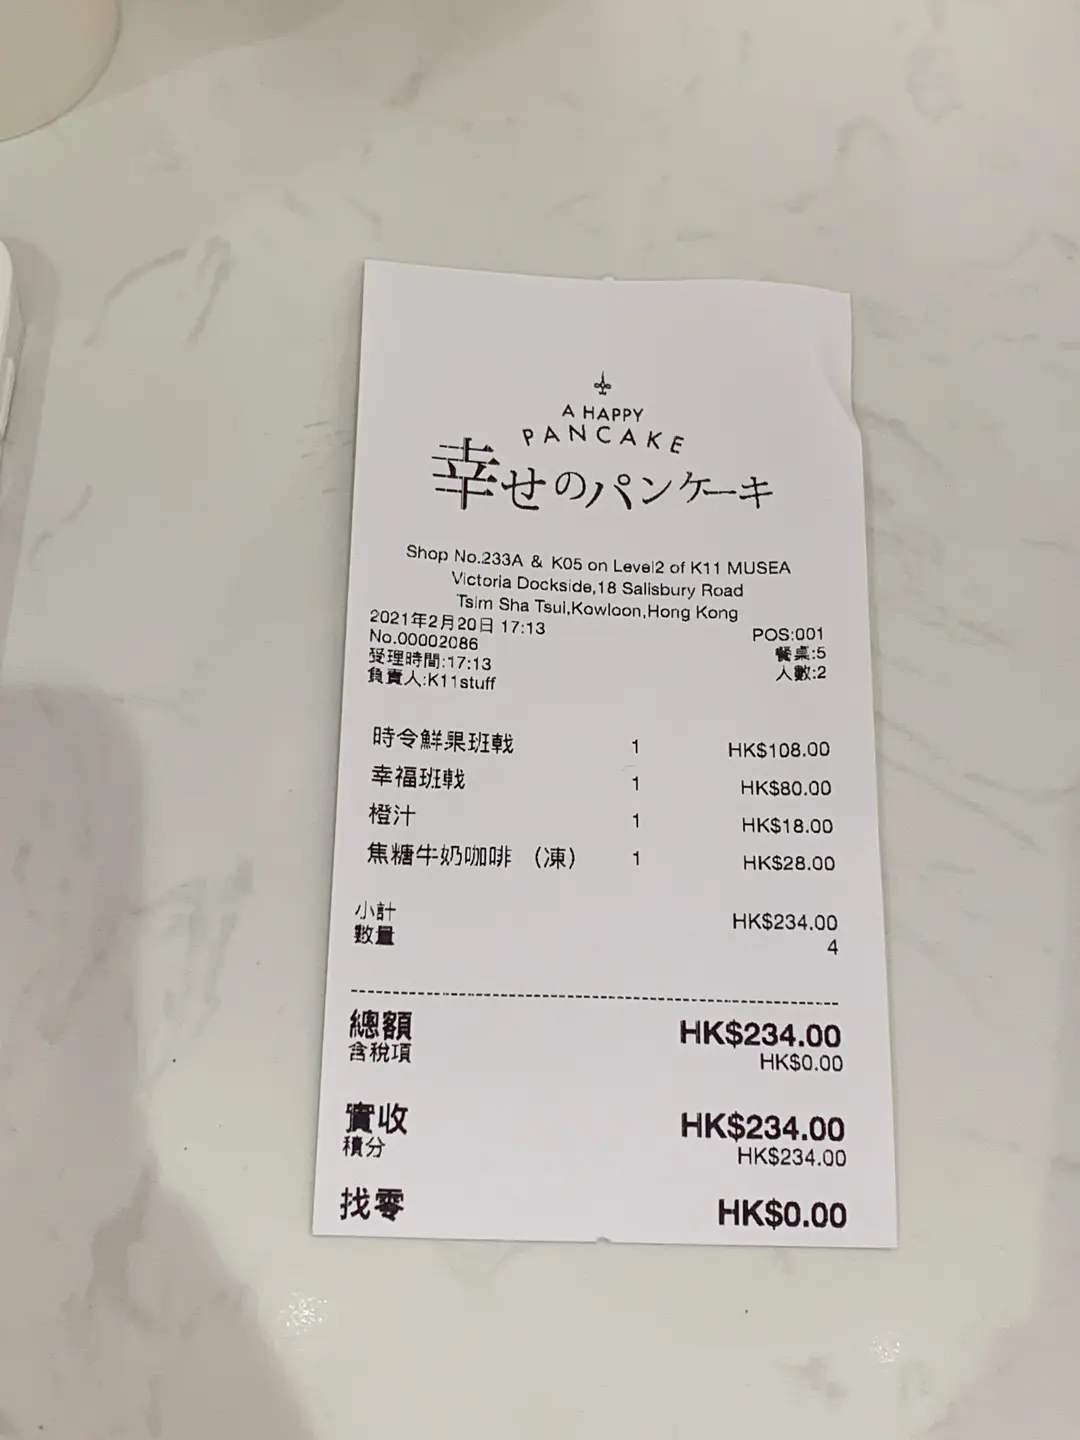 A HAPPY
PANCAKE
幸せのパンケーキ
Shop No.233A & K05 on Level2 of K11 MUSEA
Victoria Dockside,18 Salisbury Road
Tsim Sha Tsui,Kowloon,Hong Kong
2021年2月20日 17:13 POS:001
No.00002086 餐桌:5
受理時間:17:13 人數:2
負責人:K11stuff
時令鮮果班戟 1 HK$108.00
幸福班戟 1 HK$80.00
橙汁 1 HK$18.00
焦糖牛奶咖啡 （凍） 1 HK$28.00
小計 HK$234.00
數量 4
總額 HK$234.00
含稅項 HK$0.00
實收 HK$234.00
積分 HK$234.00
找零 HK$0.00